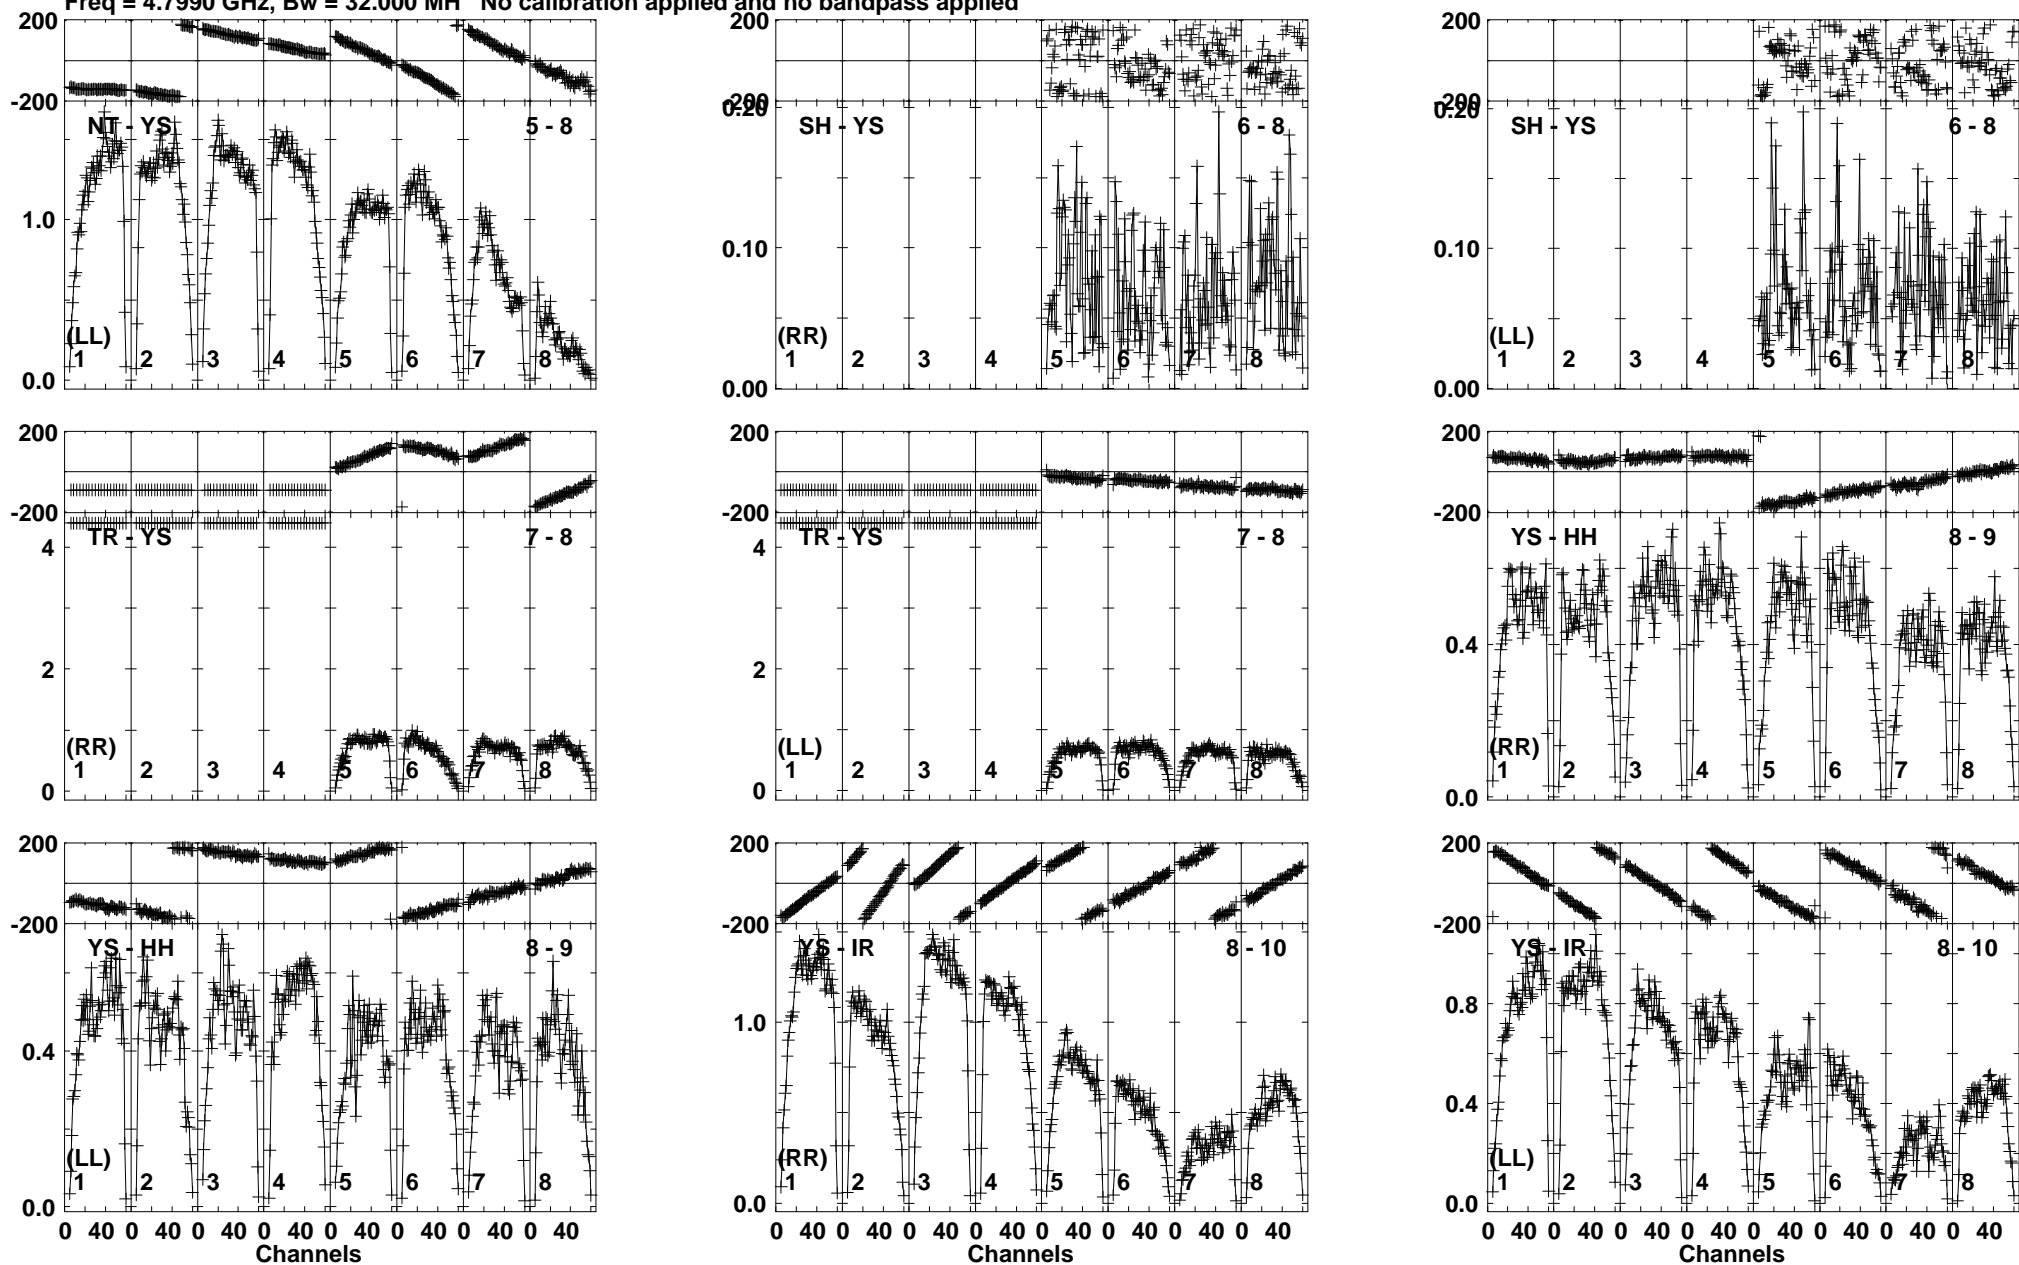 Freq = 4.7990 GHz, Bw = 32.000 MH No calibration applied and no bandpass applied
200
-200
NT - YS
5 - 8
1.0
0.0
(LL)
1 2 3 4 5 6 7 8
200
-200
0.20
SH - YS
6 - 8
0.10
0.00
(RR)
1 2 3 4 5 6 7 8
200
-200
0.20
SH - YS
6 - 8
0.10
0.00
(LL)
1 2 3 4 5 6 7 8
200
-200
TR - YS
7 - 8
4
2
0
(RR)
1 2 3 4 5 6 7 8
200
-200
TR - YS
7 - 8
4
2
0
(LL)
1 2 3 4 5 6 7 8
200
-200
YS - HH
8 - 9
0.4
0.0
(RR)
1 2 3 4 5 6 7 8
200
-200
YS - HH
8 - 9
0.4
0.0
(LL)
1 2 3 4 5 6 7 8
0 40 0 40 0 40 0 40 0 40 0 40 0 40 0 40
Channels
200
-200
YS - IR
8 - 10
1.0
0.0
(RR)
1 2 3 4 5 6 7 8
0 40 0 40 0 40 0 40 0 40 0 40 0 40 0 40
Channels
200
-200
YS - IR
8 - 10
0.8
0.4
0.0
(LL)
1 2 3 4 5 6 7 8
0 40 0 40 0 40 0 40 0 40 0 40 0 40 0 40
Channels